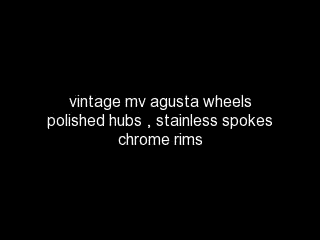 vintage mv agusta wheels
polished hubs , stainless spokes
chrome rims